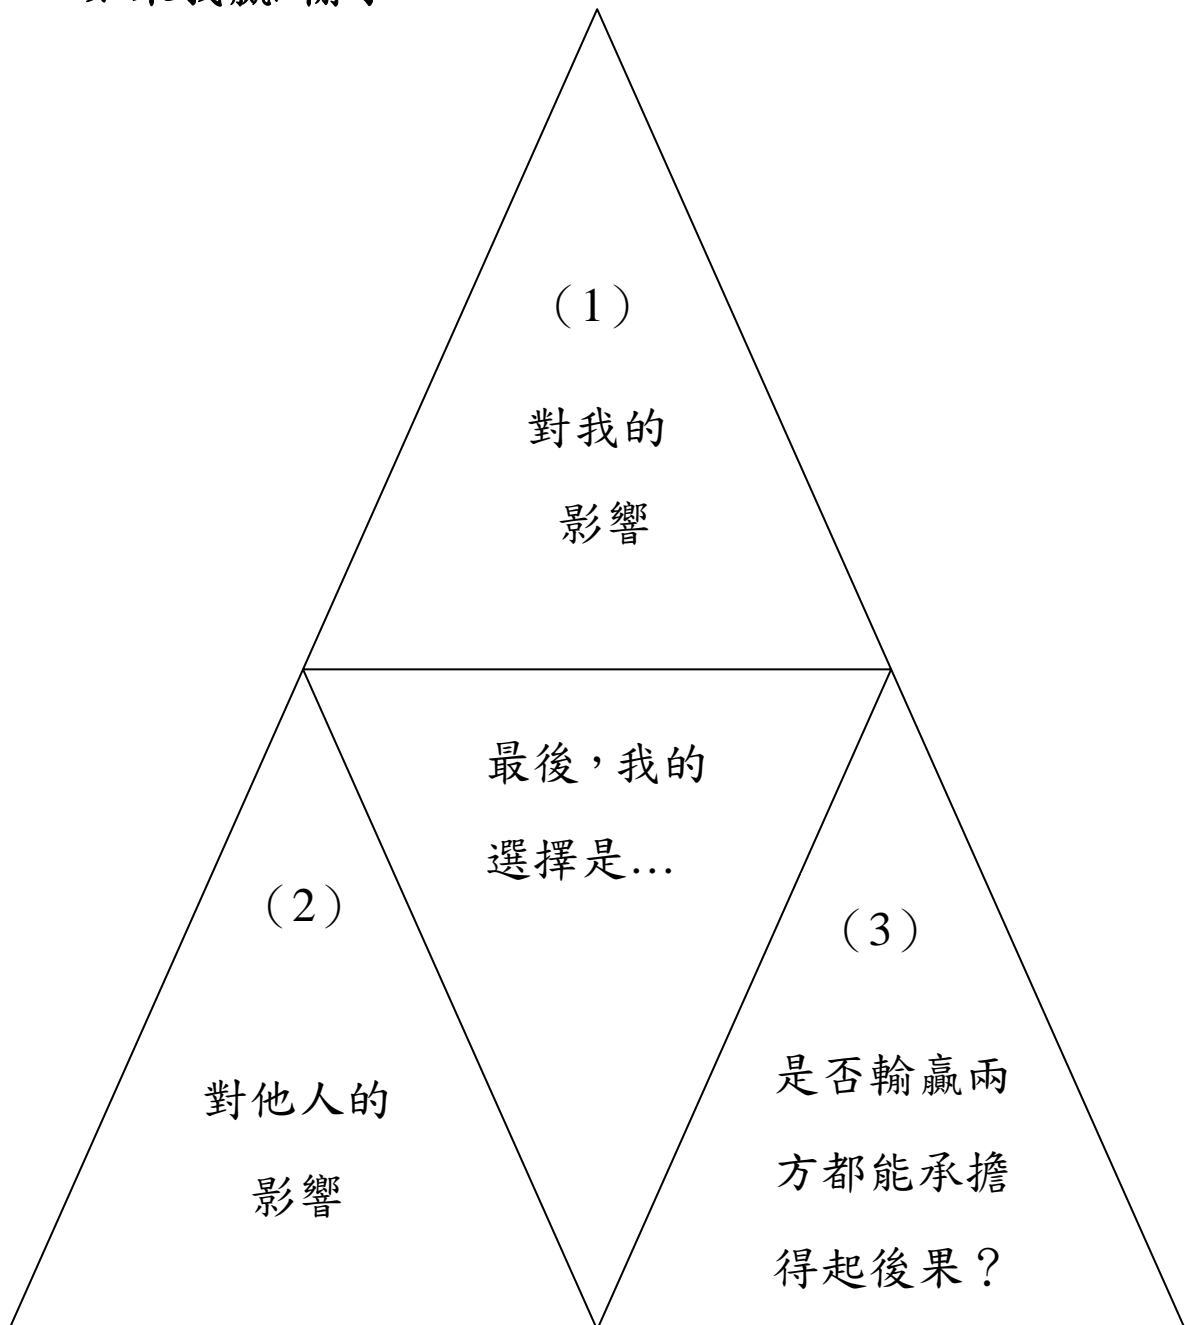 （1）
對我的
影響
最後，我的
選擇是…
（2）
（3）
對他人的
影響
是否輸贏兩
方都能承擔
得起後果？